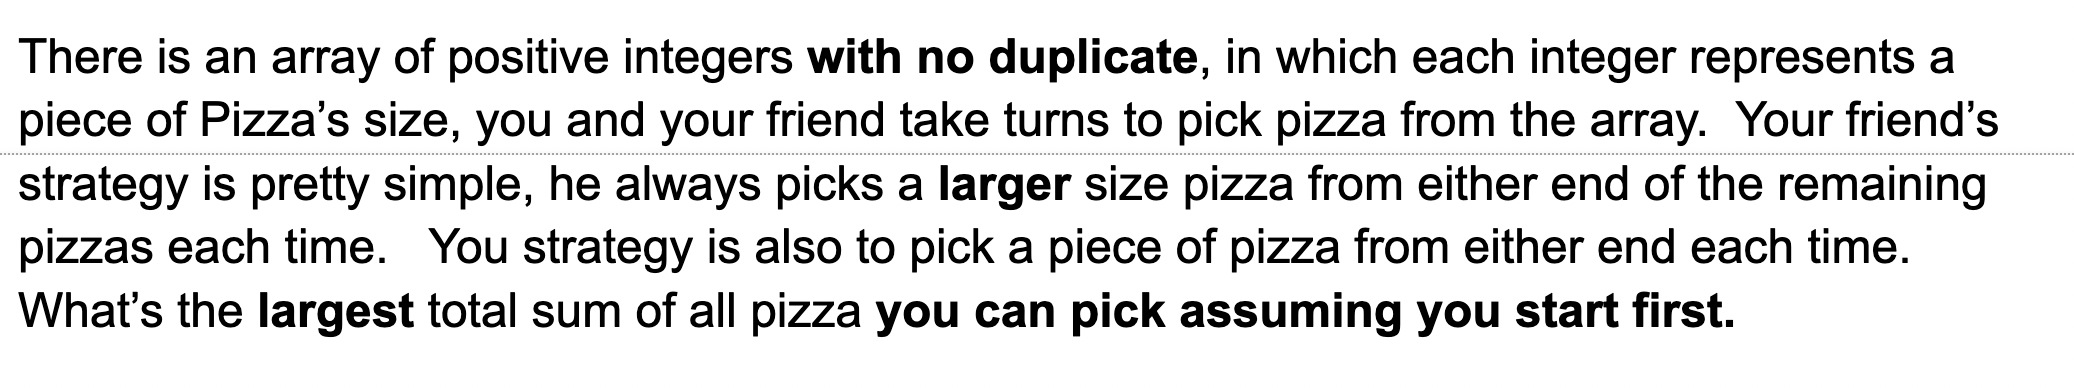 There is an array of positive integers with no duplicate, in which each integer represents a
piece of Pizza’s size, you and your friend take turns to pick pizza from the array.  Your friend’s
strategy is pretty simple, he always picks a larger size pizza from either end of the remaining
pizzas each time.   You strategy is also to pick a piece of pizza from either end each time.
What’s the largest total sum of all pizza you can pick assuming you start first.